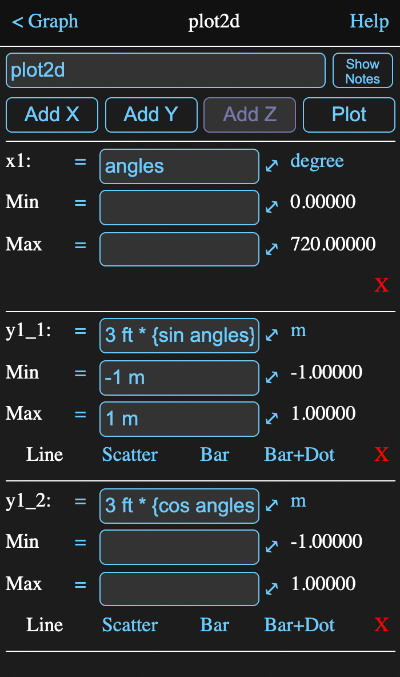 < Graph plot2d Help
plot2d Show Notes
Add X Add Y Add Z Plot
x1: = angles degree
Min = 0.00000
Max = 720.00000
X
y1_1: = 3 ft * {sin angles} m
Min = -1 m -1.00000
Max = 1 m 1.00000
Line Scatter Bar Bar+Dot X
y1_2: = 3 ft * {cos angles m
Min = -1.00000
Max = 1.00000
Line Scatter Bar Bar+Dot X